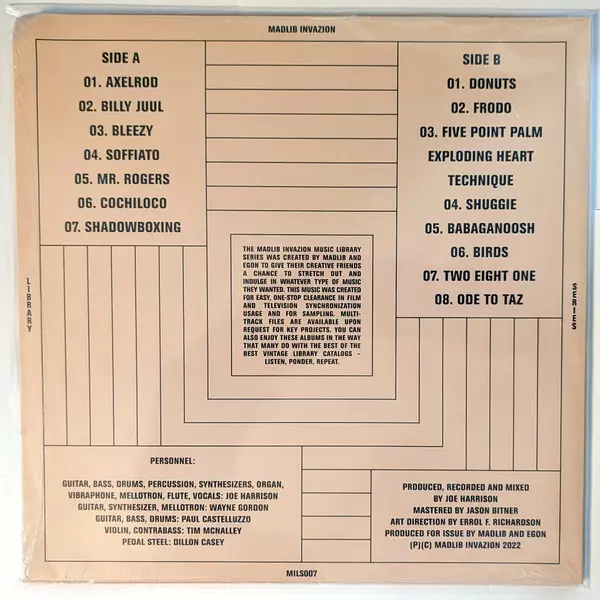 MADLIB INVAZION
SIDE A
01. AXELROD
02. BILLY JUUL
03. BLEEZY
04. SOFFIATO
05. MR. ROGERS
06. COCHILOCO
07. SHADOWBOXING
SIDE B
01. DONUTS
02. FRODO
03. FIVE POINT PALM
EXPLODING HEART
TECHNIQUE
04. SHUGGIE
05. BABAGANOOSH
06. BIRDS
07. TWO EIGHT ONE
08. ODE TO TAZ
THE MADLIB INVAZION MUSIC LIBRARY
SERIES WAS CREATED BY MADLIB AND
EGON TO GIVE THEIR CREATIVE FRIENDS
A CHANCE TO STRETCH OUT AND
INDULGE IN WHATEVER TYPE OF MUSIC
THEY WANTED. THIS MUSIC WAS CREATED
FOR EASY, ONE-STOP CLEARANCE IN FILM
AND TELEVISION SYNCHRONIZATION
USAGE AND FOR SAMPLING. MULTI-
TRACK FILES ARE AVAILABLE UPON
REQUEST FOR KEY PROJECTS. YOU CAN
ALSO ENJOY THESE ALBUMS IN THE WAY
THAT MANY DO WITH THE BEST OF THE
BEST VINTAGE LIBRARY CATALOGS -
LISTEN, PONDER, REPEAT.
LIBRARY
SERIES
PERSONNEL:
GUITAR, BASS, DRUMS, PERCUSSION, SYNTHESIZERS, ORGAN,
VIBRAPHONE, MELLOTRON, FLUTE, VOCALS: JOE HARRISON
GUITAR, SYNTHESIZER, MELLOTRON: WAYNE GORDON
GUITAR, BASS, DRUMS: PAUL CASTELLUZZO
VIOLIN, CONTRABASS: TIM MCNALLEY
PEDAL STEEL: DILLON CASEY
PRODUCED, RECORDED AND MIXED
BY JOE HARRISON
MASTERED BY JASON BITNER
ART DIRECTION BY ERROL F. RICHARDSON
PRODUCED FOR ISSUE BY MADLIB AND EGON
(P)(C) MADLIB INVAZION 2022
MILS007